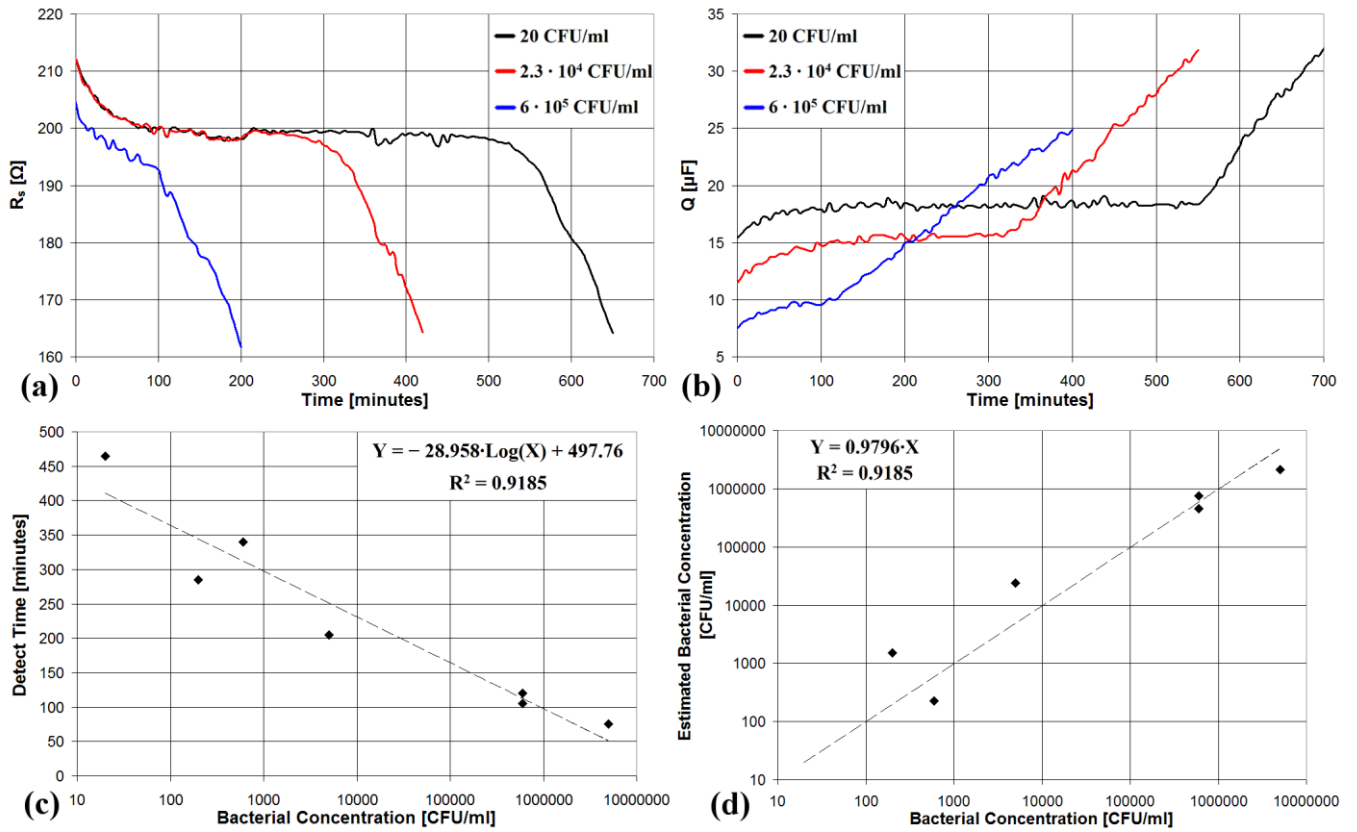 220
210
200
190
180
170
160
R_s [Ω]
20 CFU/ml
2.3 · 10⁴ CFU/ml
6 · 10⁵ CFU/ml
0 100 200 300 400 500 600 700
Time [minutes]
(a)
35
30
25
20
15
10
5
Q [µF]
20 CFU/ml
2.3 · 10⁴ CFU/ml
6 · 10⁵ CFU/ml
0 100 200 300 400 500 600 700
Time [minutes]
(b)
500
450
400
350
300
250
200
150
100
50
0
Detect Time [minutes]
Y = − 28.958·Log(X) + 497.76
R² = 0.9185
10 100 1000 10000 100000 1000000 10000000
Bacterial Concentration [CFU/ml]
(c)
10000000
1000000
100000
10000
1000
100
10
Estimated Bacterial Concentration
[CFU/ml]
Y = 0.9796·X
R² = 0.9185
10 100 1000 10000 100000 1000000 10000000
Bacterial Concentration [CFU/ml]
(d)